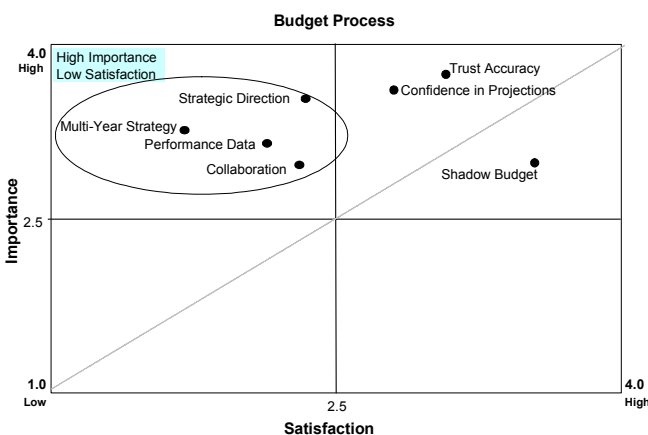 Budget Process
4.0
High
High Importance
Low Satisfaction
Trust Accuracy
Confidence in Projections
Strategic Direction
Multi-Year Strategy
Performance Data
Collaboration
Shadow Budget
Importance
2.5
1.0
Low
2.5
4.0
High
Satisfaction